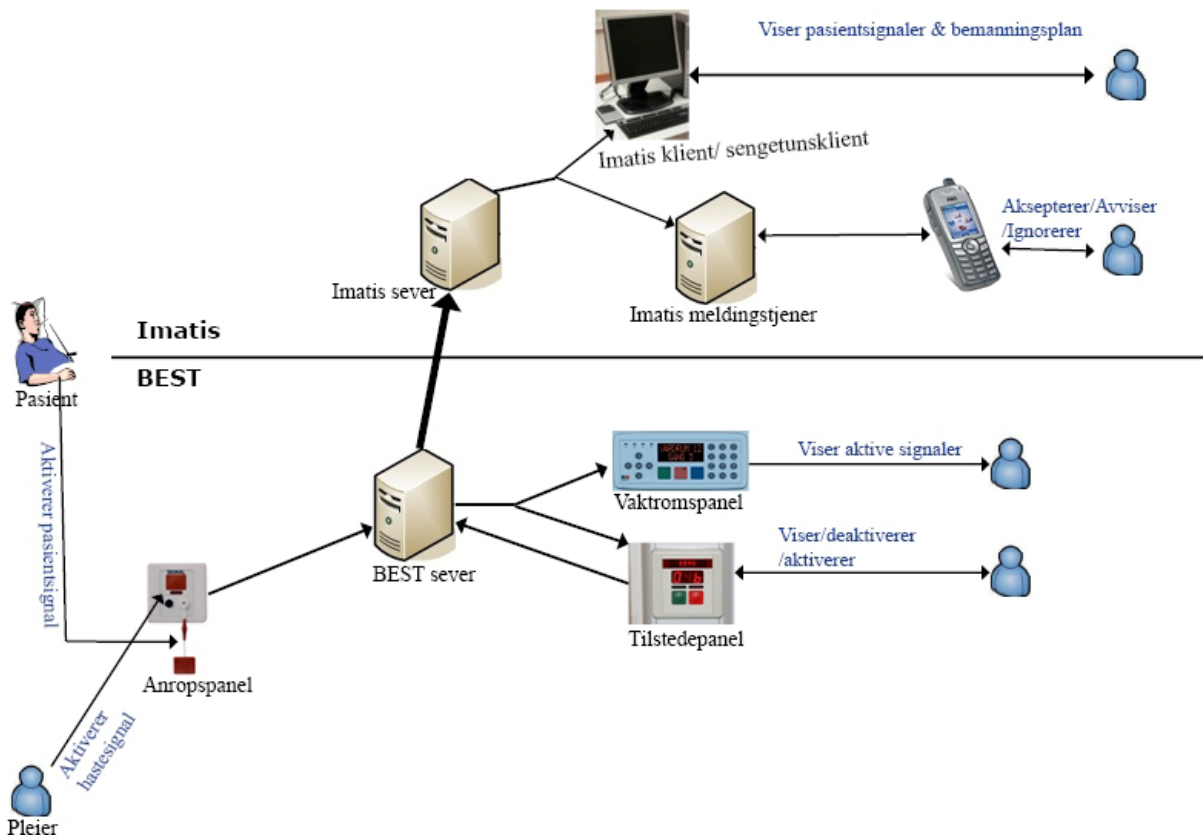 Viser pasientsignaler & bemanningsplan
Imatis klient/ sengetunsklient
Aksepterer/Avviser
/Ignorerer
Imatis sever
Imatis meldingstjener
Imatis
BEST
Pasient
Aktiverer pasientsignal
Viser aktive signaler
Vaktromspanel
BEST sever
Viser/deaktiverer
/aktiverer
Tilstedepanel
Anropspanel
Aktiverer
hastesignal
Pleier